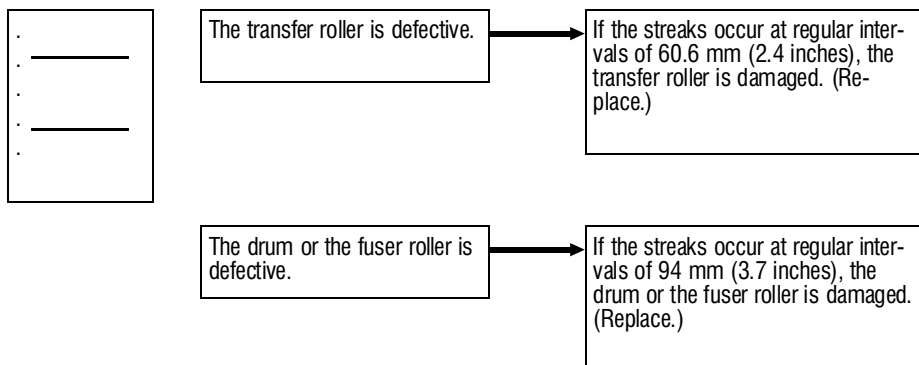 The transfer roller is defective.
If the streaks occur at regular inter-
vals of 60.6 mm (2.4 inches), the
transfer roller is damaged. (Re-
place.)
The drum or the fuser roller is
defective.
If the streaks occur at regular inter-
vals of 94 mm (3.7 inches), the
drum or the fuser roller is damaged.
(Replace.)